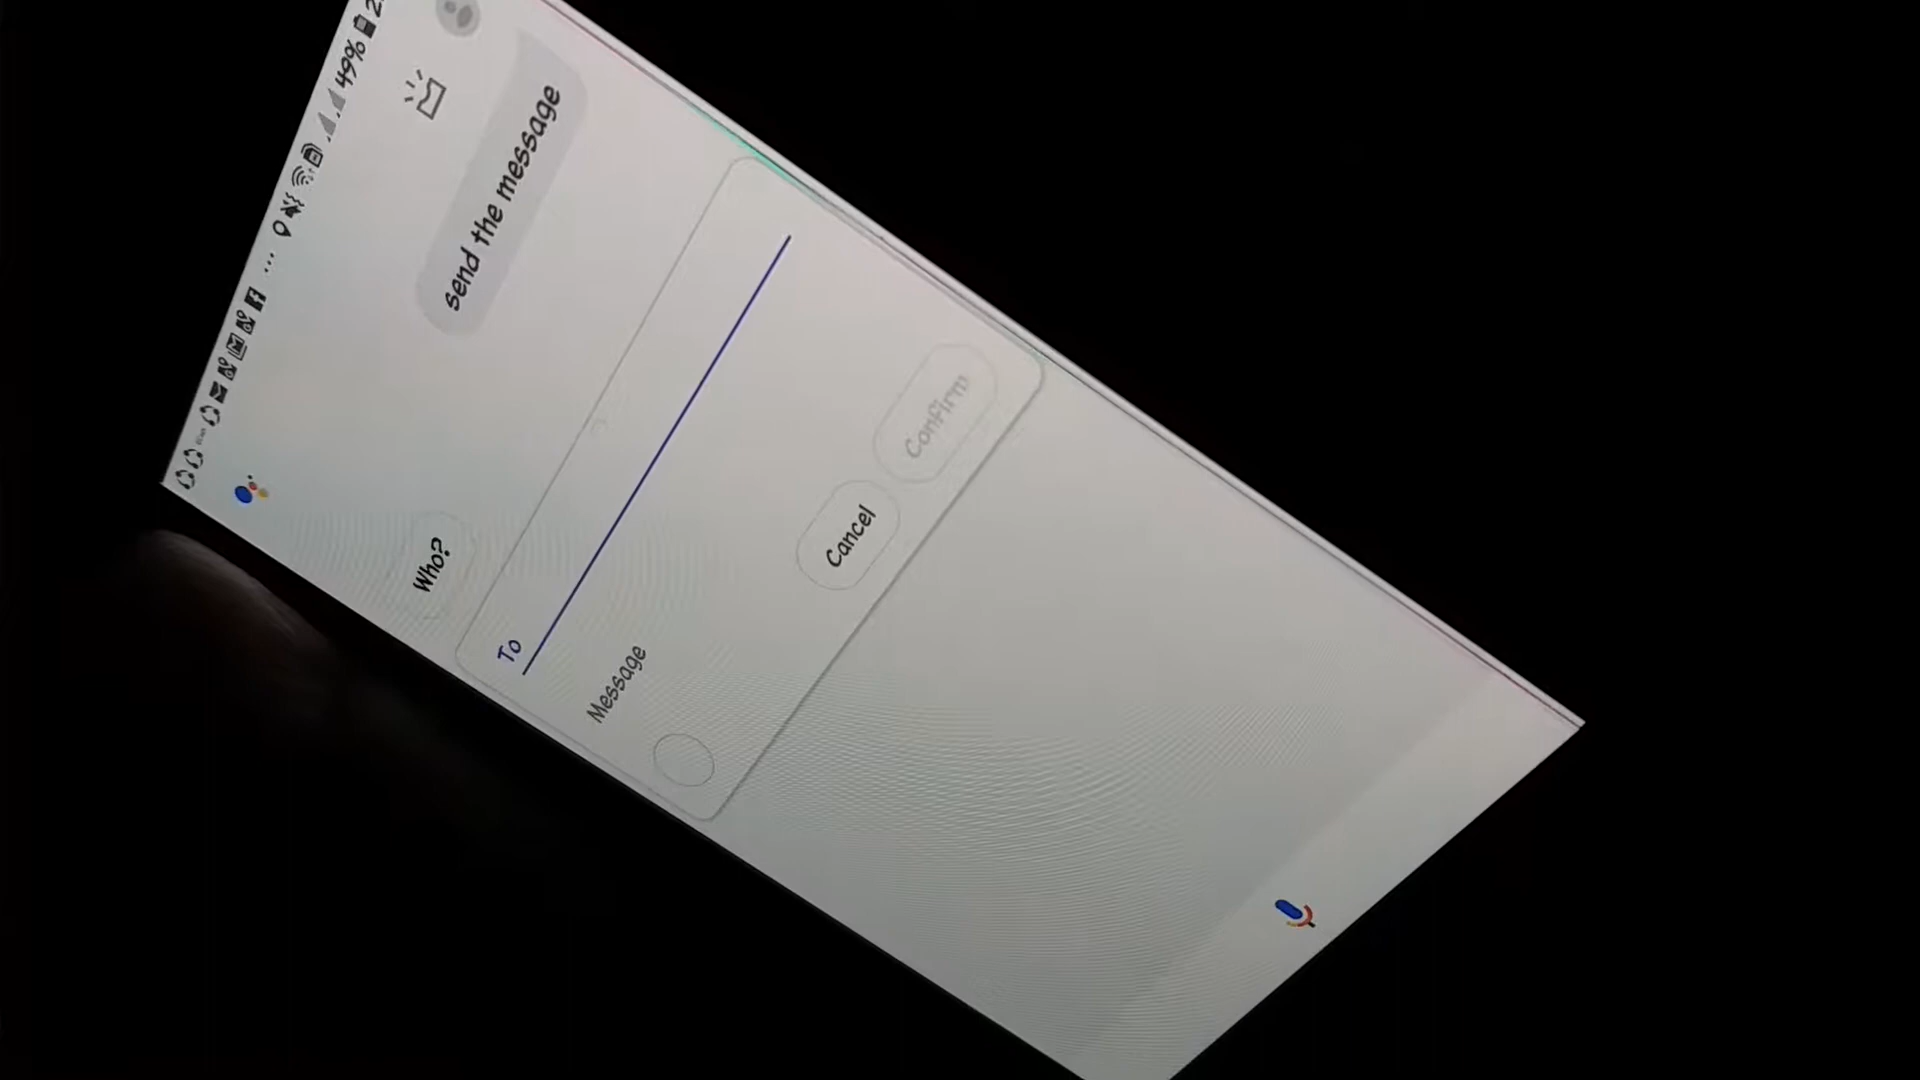 49%
send the message
Who?
To
Message
Cancel
Confirm